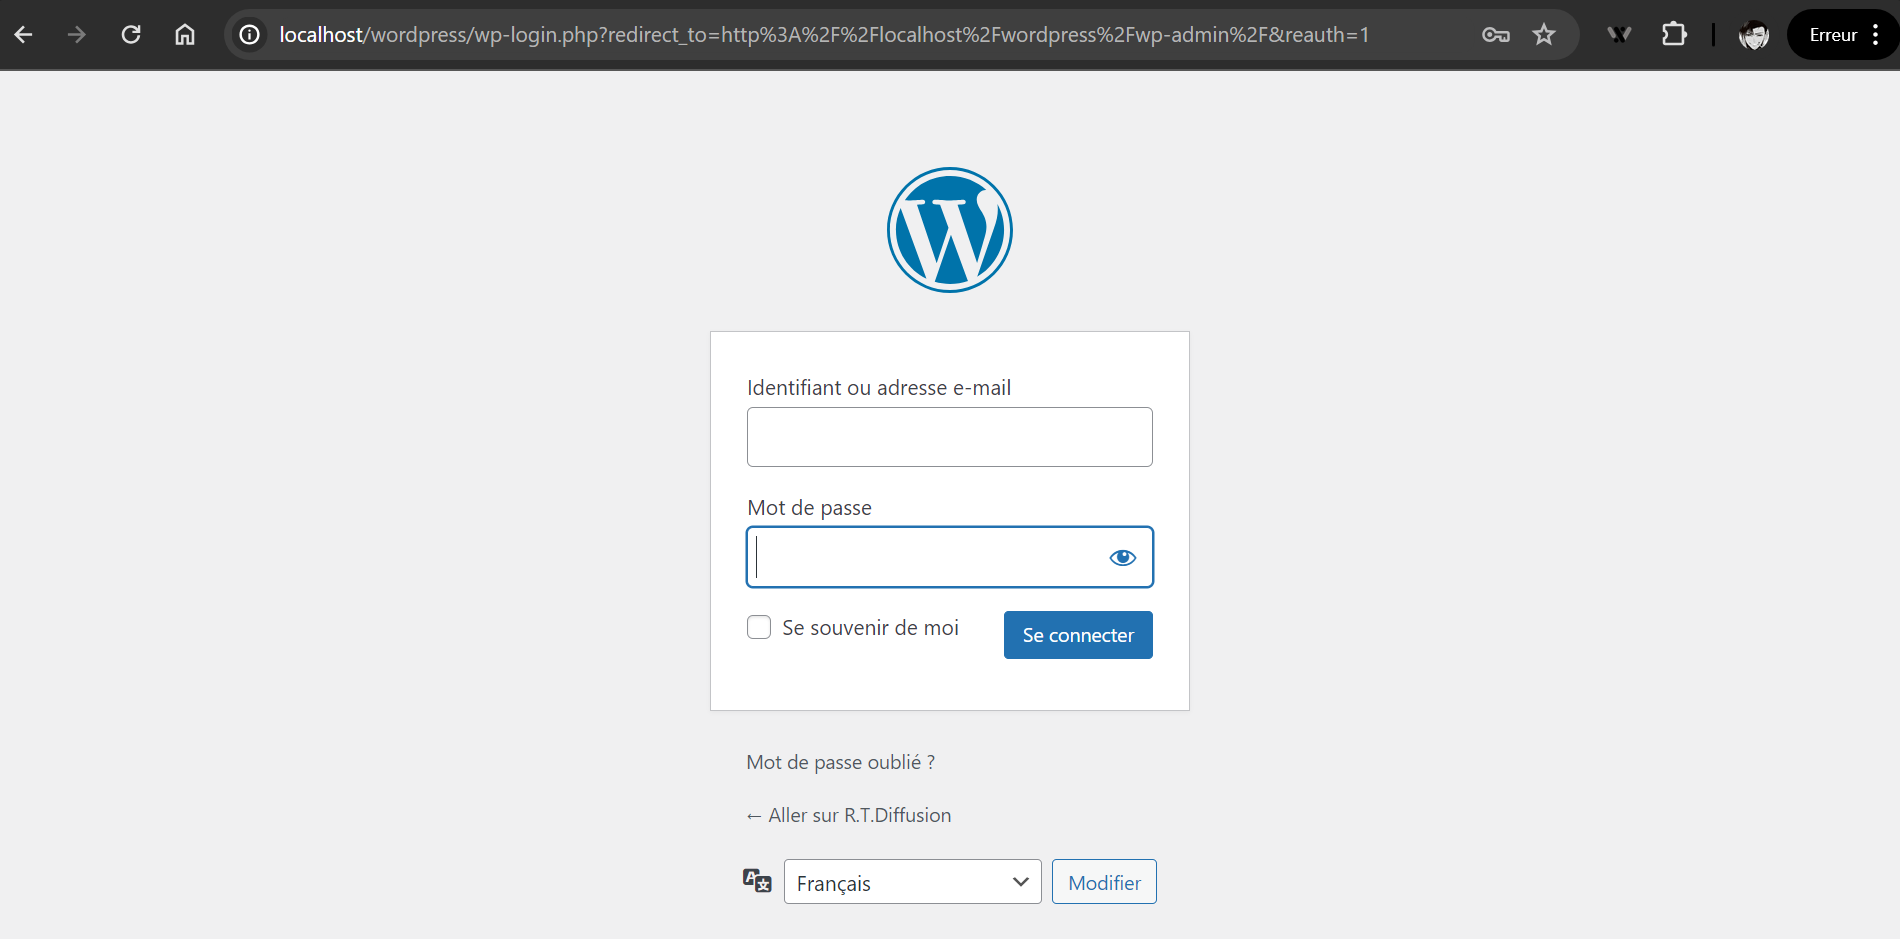 localhost/wordpress/wp-login.php?redirect_to=http%3A%2F%2Flocalhost%2Fwordpress%2Fwp-admin%2F&reauth=1
Erreur
Identifiant ou adresse e-mail
Mot de passe
Se souvenir de moi
Se connecter
Mot de passe oublié ?
← Aller sur R.T.Diffusion
Français
Modifier